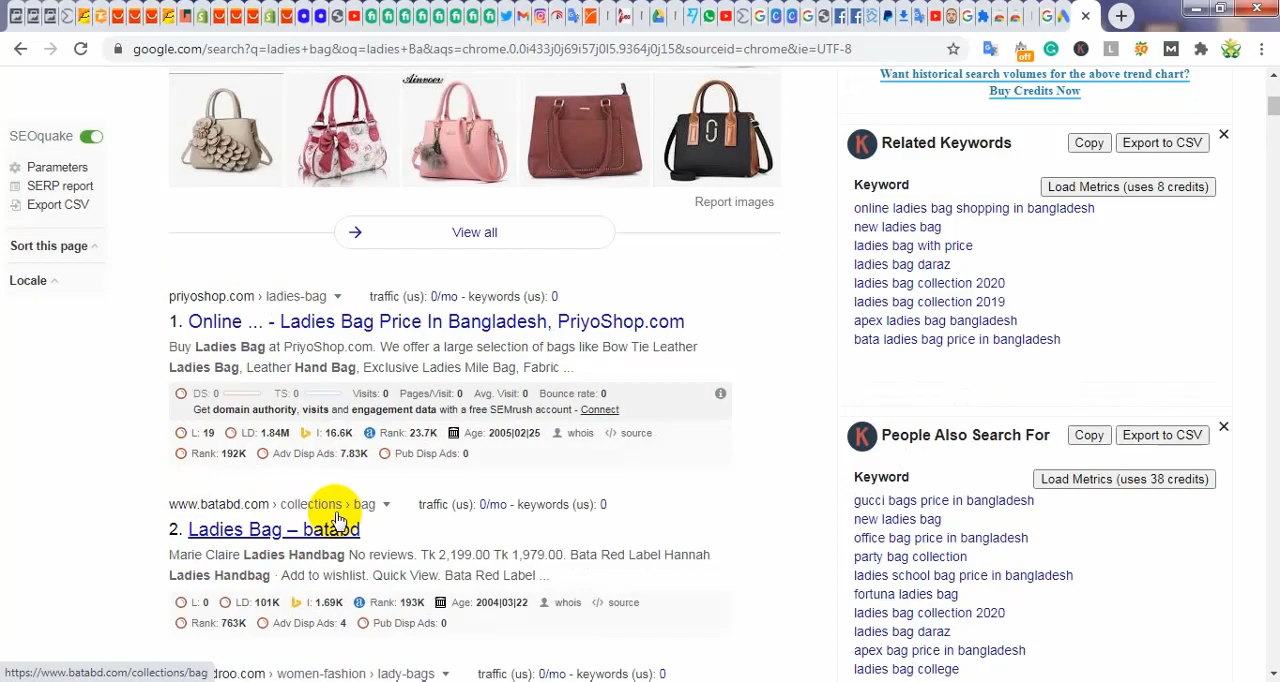 google.com/search?q=ladies+bag&oq=ladies+Ba&aqs=chrome.0.0i433j0j69i57j0l5.9364j0j15&sourceid=chrome&ie=UTF-8
off
Want historical search volumes for the above trend chart?
Buy Credits Now
SEOquake
Parameters
SERP report
Export CSV
Sort this page
Locale
Ainvoev
Report images
View all
priyoshop.com › ladies-bag traffic (us): 0/mo - keywords (us): 0
1. Online ... - Ladies Bag Price In Bangladesh, PriyoShop.com
Buy Ladies Bag at PriyoShop.com. We offer a large selection of bags like Bow Tie Leather
Ladies Bag, Leather Hand Bag, Exclusive Ladies Mile Bag, Fabric ...
DS: 0 TS: 0 Visits: 0 Pages/Visit: 0 Avg. Visit: 0 Bounce rate: 0
Get domain authority, visits and engagement data with a free SEMrush account - Connect
L: 19 LD: 1.84M I: 16.6K Rank: 23.7K Age: 2005|02|25 whois </> source
Rank: 192K Adv Disp Ads: 7.83K Pub Disp Ads: 0
www.batabd.com › collections › bag traffic (us): 0/mo - keywords (us): 0
2. Ladies Bag – batabd
Marie Claire Ladies Handbag No reviews. Tk 2,199.00 Tk 1,979.00. Bata Red Label Hannah
Ladies Handbag · Add to wishlist. Quick View. Bata Red Label ...
L: 0 LD: 101K I: 1.69K Rank: 193K Age: 2004|03|22 whois </> source
Rank: 763K Adv Disp Ads: 4 Pub Disp Ads: 0
droo.com › women-fashion › lady-bags traffic (us): 0/mo - keywords (us): 0
https://www.batabd.com/collections/bag
Related Keywords Copy Export to CSV
Keyword Load Metrics (uses 8 credits)
online ladies bag shopping in bangladesh
new ladies bag
ladies bag with price
ladies bag daraz
ladies bag collection 2020
ladies bag collection 2019
apex ladies bag bangladesh
bata ladies bag price in bangladesh
People Also Search For Copy Export to CSV
Keyword Load Metrics (uses 38 credits)
gucci bags price in bangladesh
new ladies bag
office bag price in bangladesh
party bag collection
ladies school bag price in bangladesh
fortuna ladies bag
ladies bag collection 2020
ladies bag daraz
apex bag price in bangladesh
ladies bag college